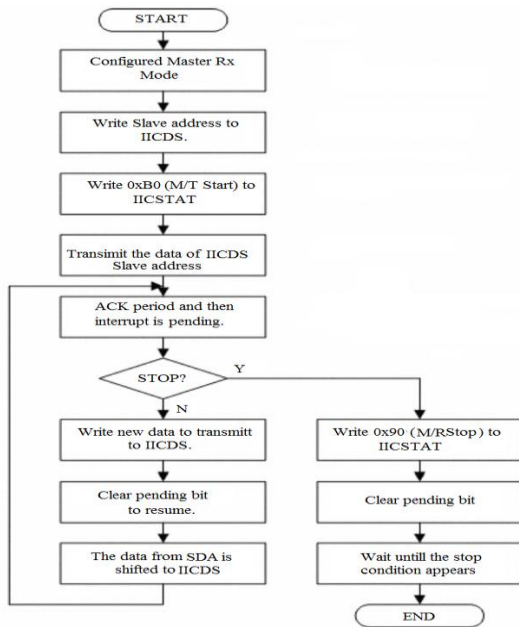 START
Configured Master Rx
Mode
Write Slave address to
IICDS.
Write 0xB0 (M/T Start) to
IICSTAT
Transimit the data of IICDS
Slave address
ACK period and then
interrupt is pending.
STOP?
Y
N
Write new data to transmitt
to IICDS.
Clear pending bit
to resume.
The data from SDA is
shifted to IICDS
Write 0x90 (M/RStop) to
IICSTAT
Clear pending bit
Wait untill the stop
condition appears
END